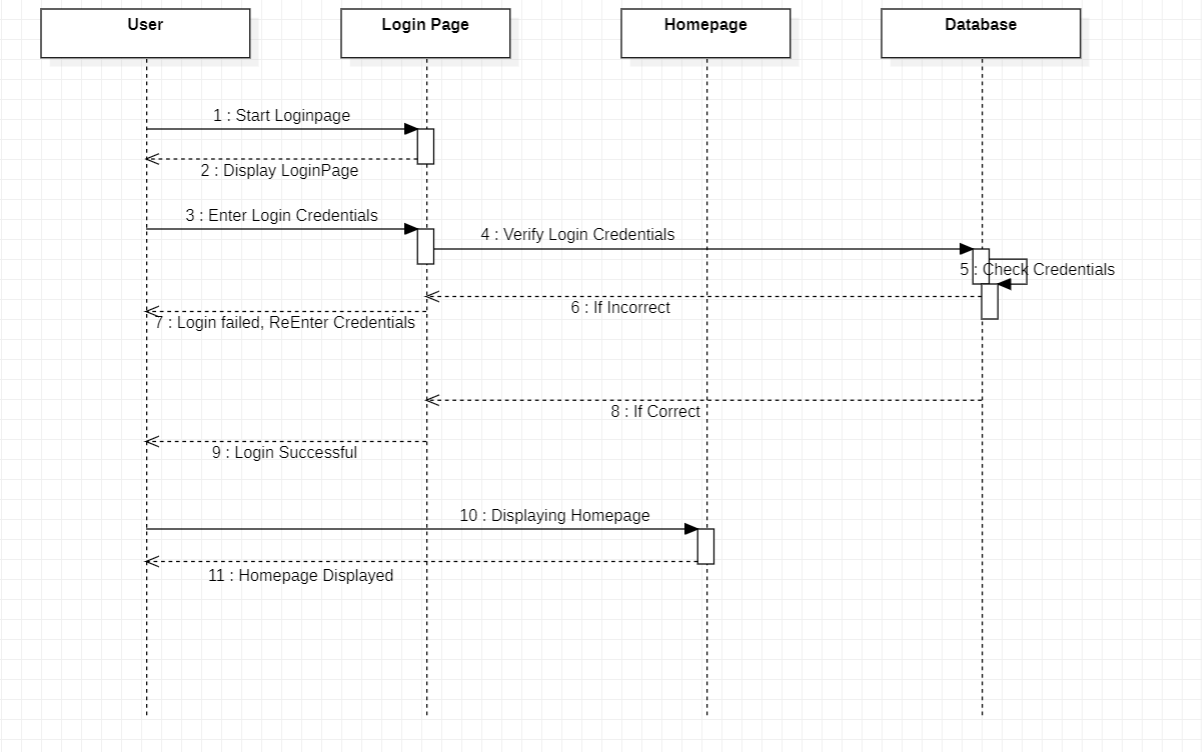 User
Login Page
Homepage
Database
1 : Start Loginpage
2 : Display LoginPage
3 : Enter Login Credentials
4 : Verify Login Credentials
5 : Check Credentials
6 : If Incorrect
7 : Login failed, ReEnter Credentials
8 : If Correct
9 : Login Successful
10 : Displaying Homepage
11 : Homepage Displayed